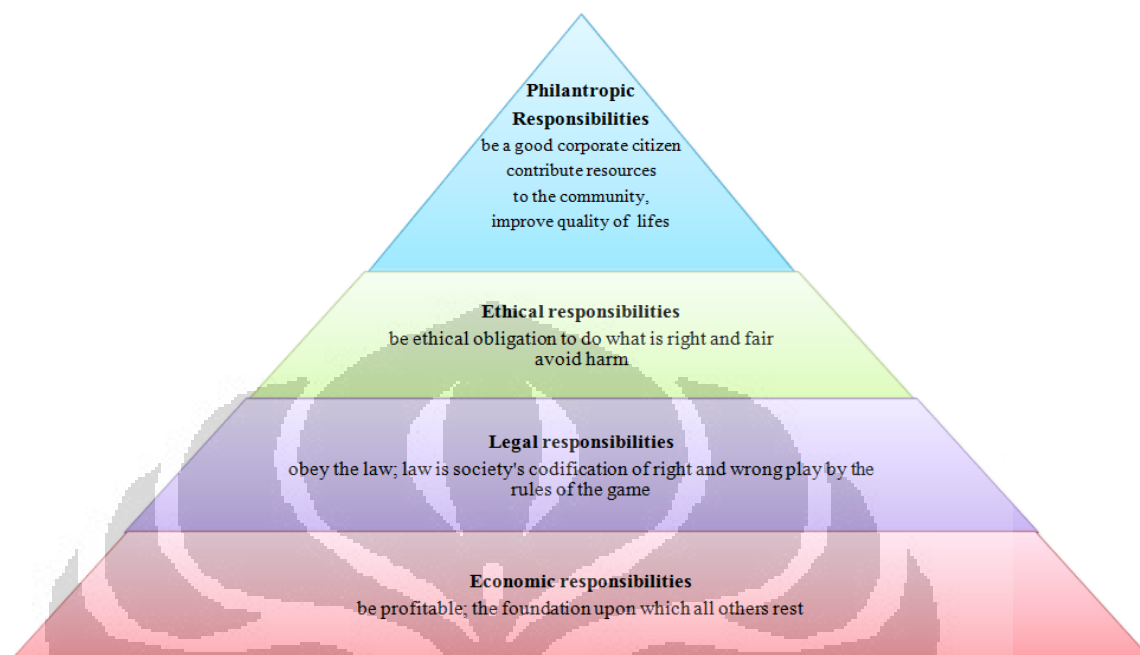 Philantropic
Responsibilities
be a good corporate citizen
contribute resources
to the community,
improve quality of lifes
Ethical responsibilities
be ethical obligation to do what is right and fair
avoid harm
Legal responsibilities
obey the law; law is society's codification of right and wrong play by the
rules of the game
Economic responsibilities
be profitable; the foundation upon which all others rest